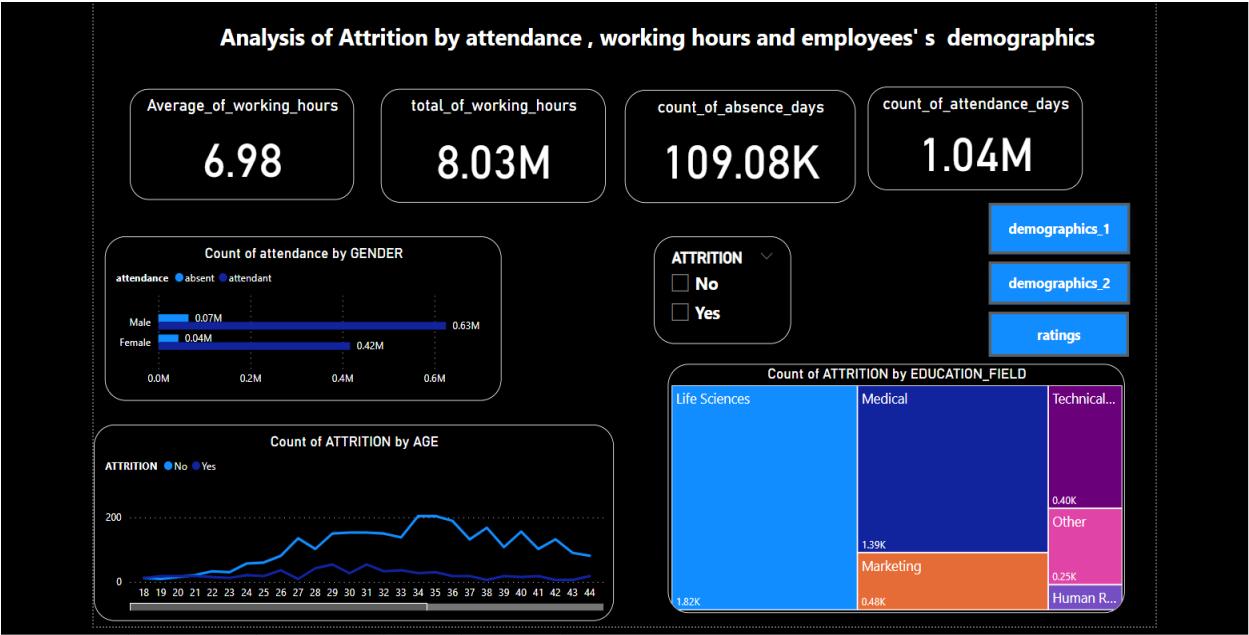 Analysis of Attrition by attendance , working hours and employees' s demographics
Average_of_working_hours
6.98
total_of_working_hours
8.03M
count_of_absence_days
109.08K
count_of_attendance_days
1.04M
demographics_1
demographics_2
ratings
Count of attendance by GENDER
attendance absent attendant
Male 0.07M 0.63M
Female 0.04M 0.42M
0.0M 0.2M 0.4M 0.6M
ATTRITION
No
Yes
Count of ATTRITION by AGE
ATTRITION No Yes
200
0
18 19 20 21 22 23 24 25 26 27 28 29 30 31 32 33 34 35 36 37 38 39 40 41 42 43 44
Count of ATTRITION by EDUCATION_FIELD
Life Sciences
1.82K
Medical
1.39K
Marketing
0.48K
Technical...
0.40K
Other
0.25K
Human R...